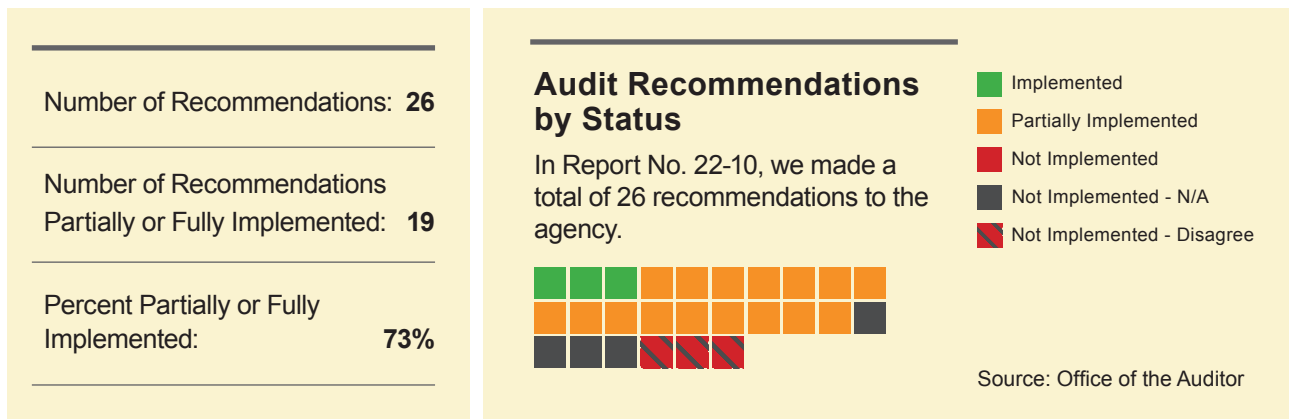 Number of Recommendations: 26
Number of Recommendations
Partially or Fully Implemented: 19
Percent Partially or Fully
Implemented: 73%
Audit Recommendations
by Status
In Report No. 22-10, we made a
total of 26 recommendations to the
agency.
Implemented
Partially Implemented
Not Implemented
Not Implemented - N/A
Not Implemented - Disagree
Source: Office of the Auditor